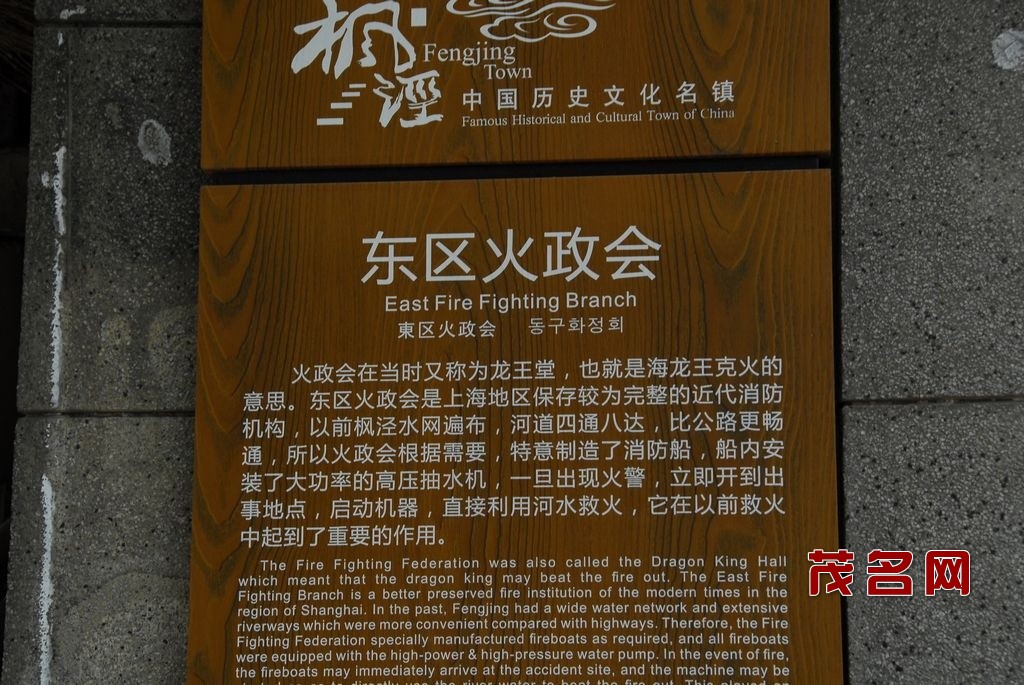 枫泾
Fengjing
Town
中国历史文化名镇
Famous Historical and Cultural Town of China
东区火政会
East Fire Fighting Branch
東区火政会 동구화정회
火政会在当时又称为龙王堂，也就是海龙王克火的
意思。东区火政会是上海地区保存较为完整的近代消防
机构，以前枫泾水网遍布，河道四通八达，比公路更畅
通，所以火政会根据需要，特意制造了消防船，船内安
装了大功率的高压抽水机，一旦出现火警，立即开到出
事地点，启动机器，直接利用河水救火，它在以前救火
中起到了重要的作用。
The Fire Fighting Federation was also called the Dragon King Hall
which meant that the dragon king may beat the fire out. The East Fire
Fighting Branch is a better preserved fire institution of the modern times in the
region of Shanghai. In the past, Fengjing had a wide water network and extensive
riverways which were more convenient compared with highways. Therefore, the Fire
Fighting Federation specially manufactured fireboats as required, and all fireboats
were equipped with the high-power & high-pressure water pump. In the event of fire,
the fireboats may immediately arrive at the accident site, and the machine may be
to directly use the river water to beat the fire out. This played an
茂名网